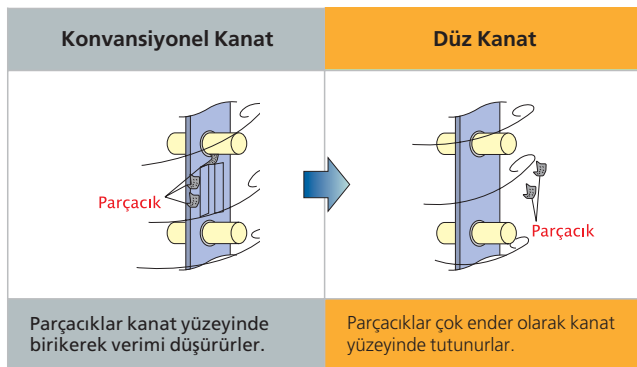 Konvansiyonel Kanat
Düz Kanat
Parçacık
Parçacık
Parçacıklar kanat yüzeyinde
birikerek verimi düşürürler.
Parçacıklar çok ender olarak kanat
yüzeyinde tutunurlar.